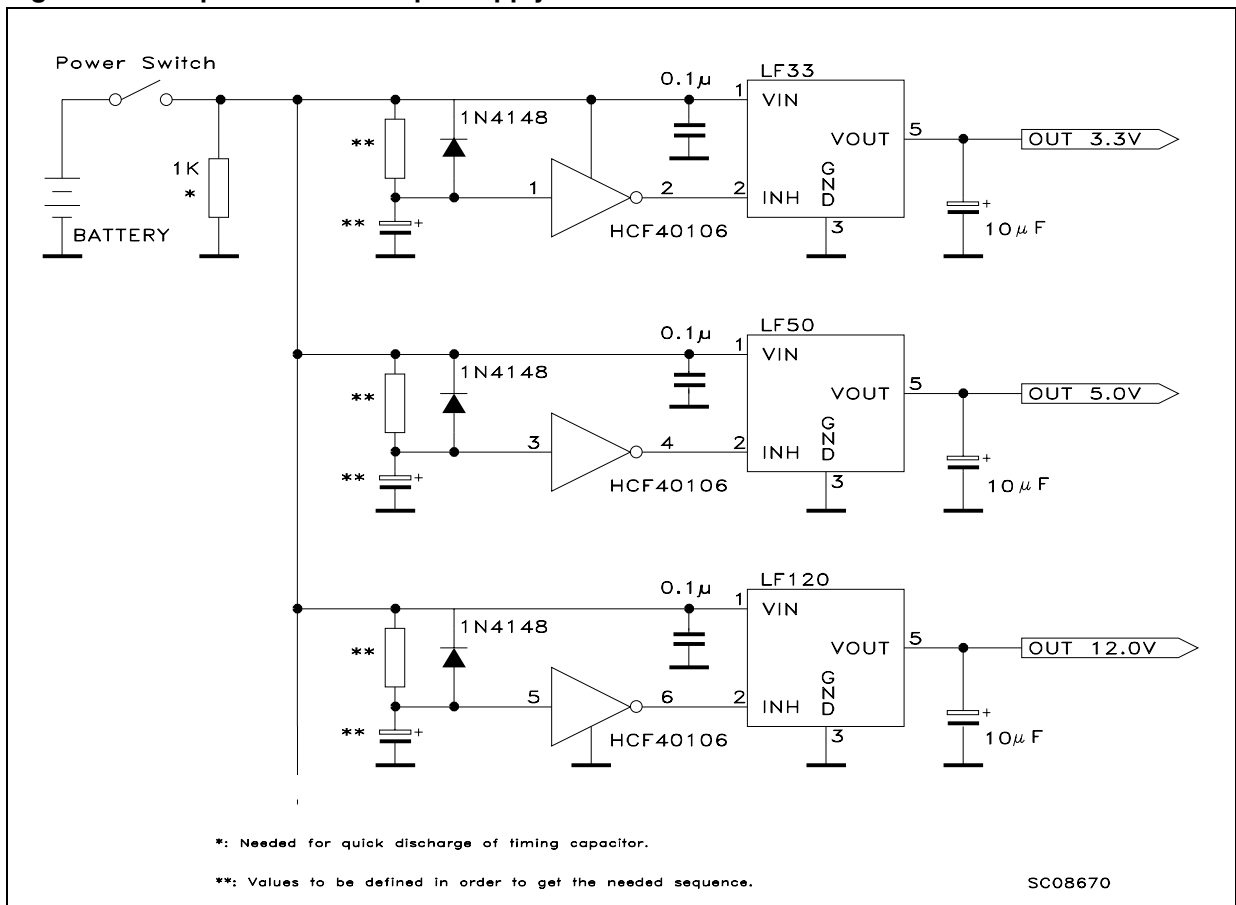 Power Switch
1K
*
BATTERY
**
**
1N4148
1
2
HCF40106
0.1μ
LF33
1
VIN
VOUT
5
2
INH
GND
3
OUT 3.3V
+
+
10μF
**
**
1N4148
3
4
HCF40106
0.1μ
LF50
1
VIN
VOUT
5
2
INH
GND
3
OUT 5.0V
+
+
10μF
**
**
1N4148
5
6
HCF40106
0.1μ
LF120
1
VIN
VOUT
5
2
INH
GND
3
OUT 12.0V
+
+
10μF
*: Needed for quick discharge of timing capacitor.
**: Values to be defined in order to get the needed sequence.
SC08670